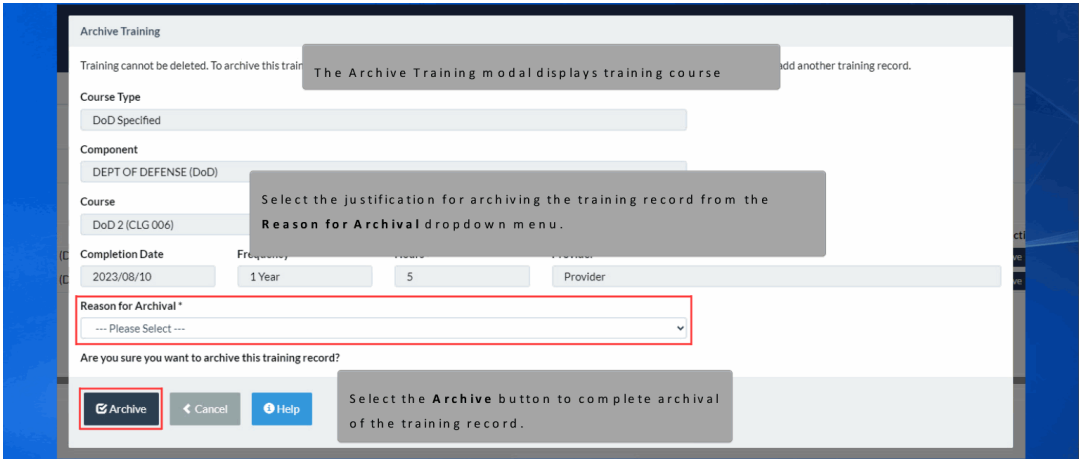 Archive Training
Training cannot be deleted. To archive this train
The Archive Training modal displays training course
add another training record.
Course Type
DoD Specified
Component
DEPT OF DEFENSE (DoD)
Select the justification for archiving the training record from the
Reason for Archival dropdown menu.
Course
DoD 2 (CLG 006)
Completion Date
2023/08/10 1 Year 5 Provider
Reason for Archival *
--- Please Select ---
Are you sure you want to archive this training record?
Archive Cancel Help
Select the Archive button to complete archival
of the training record.